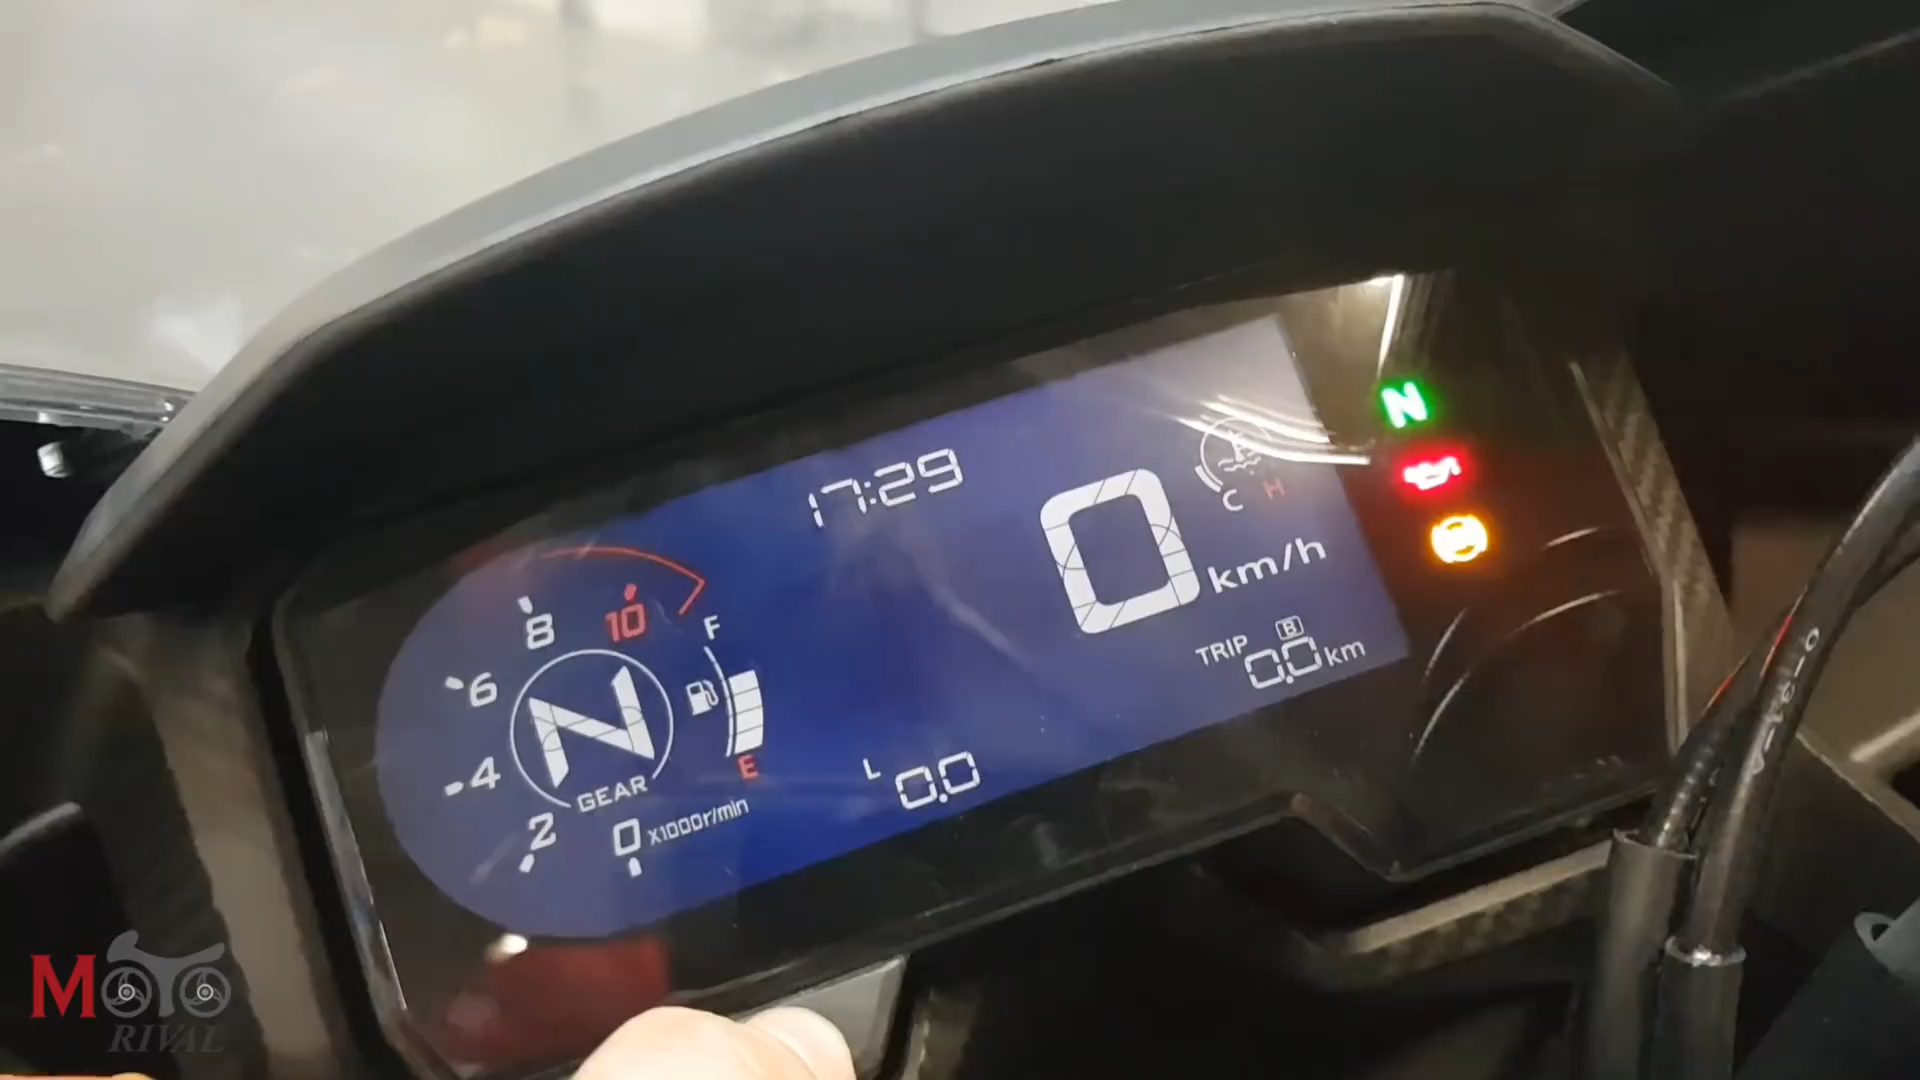 17:29
0 km/h
C H
TRIP B
0.0 km
8 10
F
6
N
4
E
GEAR
2
0 X1000r/min
L 0.0
N
MOTO
RIVAL